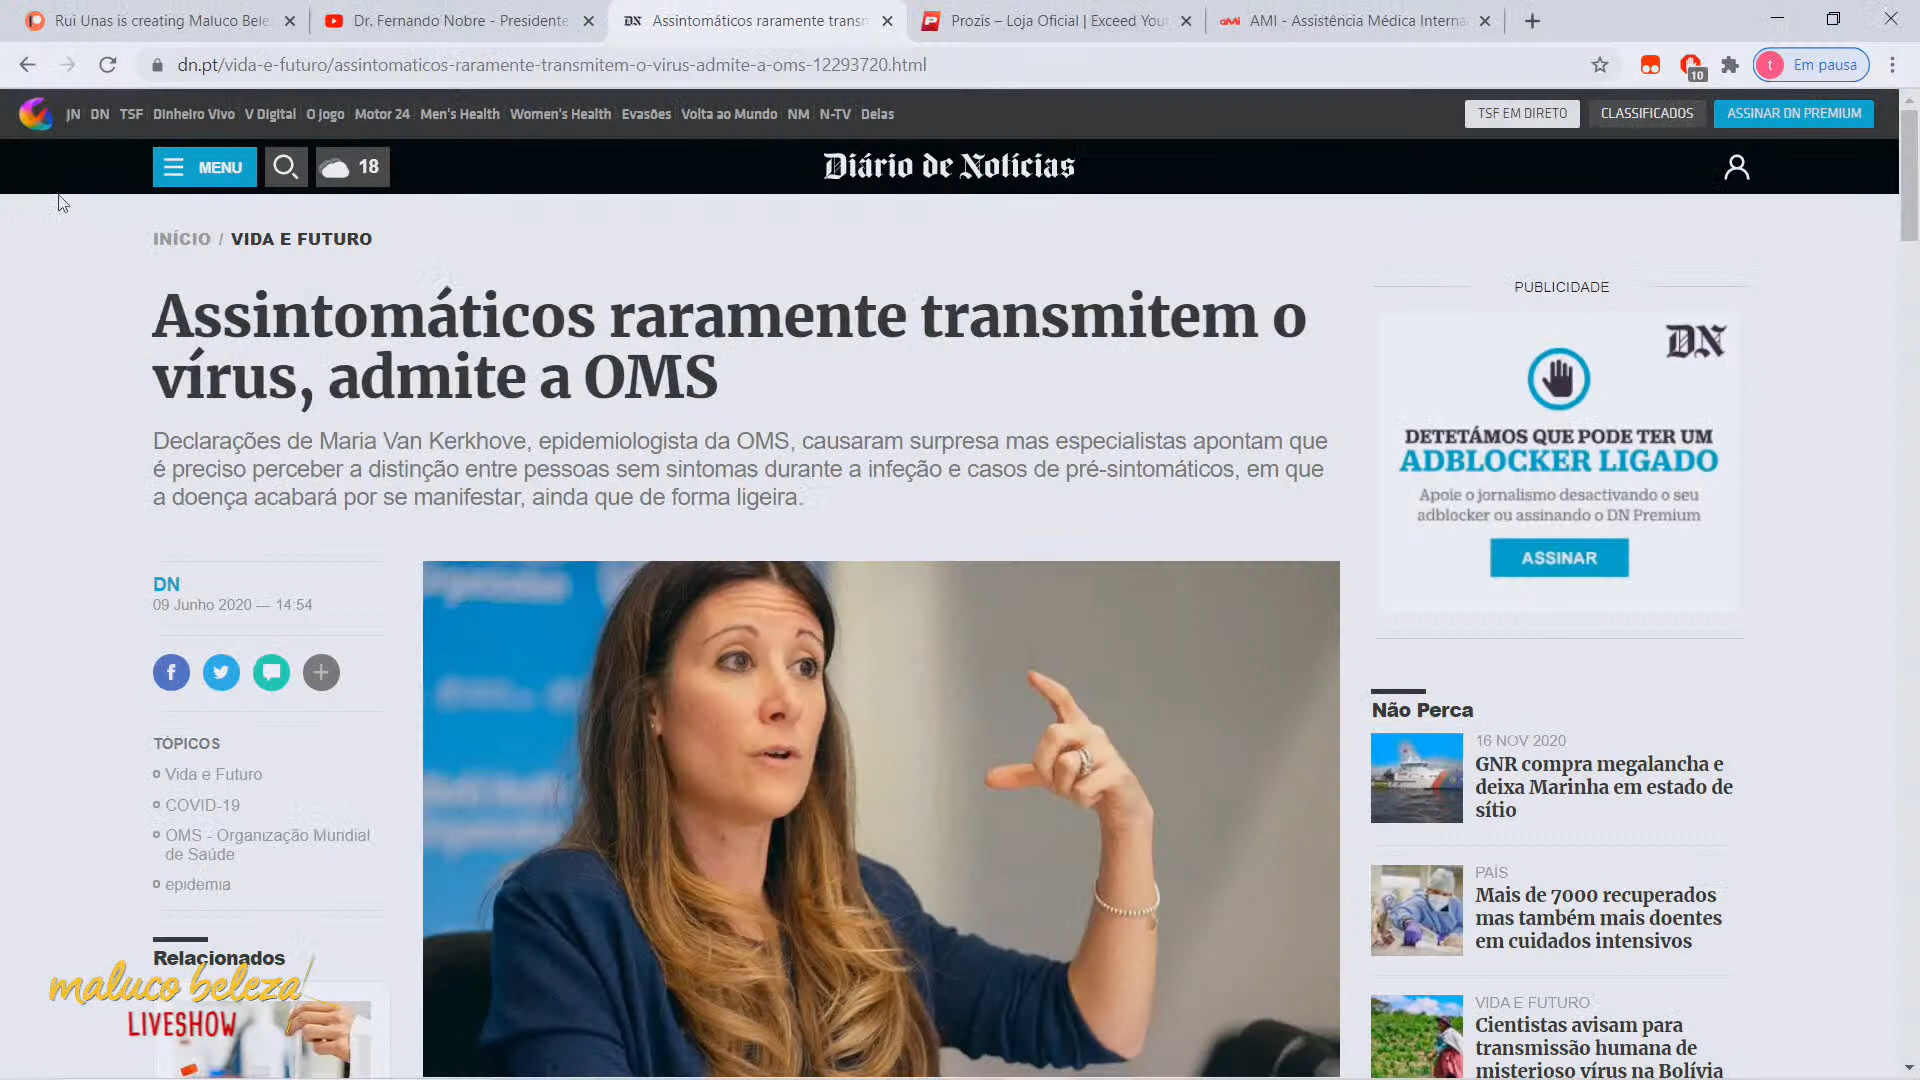 Rui Unas is creating Maluco Bele
Dr. Fernando Nobre - Presidente
DN Assintomáticos raramente transm
Prozis – Loja Oficial | Exceed You
AMI - Assistência Médica Interna
dn.pt/vida-e-futuro/assintomaticos-raramente-transmitem-o-virus-admite-a-oms-12293720.html
10
t Em pausa
JN DN TSF Dinheiro Vivo V Digital O Jogo Motor 24 Men's Health Women's Health Evasões Volta ao Mundo NM N-TV Delas
TSF EM DIRETO CLASSIFICADOS ASSINAR DN PREMIUM
MENU 18 Diário de Notícias
INÍCIO / VIDA E FUTURO
Assintomáticos raramente transmitem o
vírus, admite a OMS
Declarações de Maria Van Kerkhove, epidemiologista da OMS, causaram surpresa mas especialistas apontam que
é preciso perceber a distinção entre pessoas sem sintomas durante a infeção e casos de pré-sintomáticos, em que
a doença acabará por se manifestar, ainda que de forma ligeira.
DN
09 Junho 2020 — 14:54
TÓPICOS
Vida e Futuro
COVID-19
OMS - Organização Mundial
de Saúde
epidemia
Relacionados
maluco beleza
LIVESHOW
PUBLICIDADE
DN
DETETÁMOS QUE PODE TER UM
ADBLOCKER LIGADO
Apoie o jornalismo desactivando o seu
adblocker ou assinando o DN Premium
ASSINAR
Não Perca
16 NOV 2020
GNR compra megalancha e
deixa Marinha em estado de
sítio
PAÍS
Mais de 7000 recuperados
mas também mais doentes
em cuidados intensivos
VIDA E FUTURO
Cientistas avisam para
transmissão humana de
misterioso vírus na Bolívia